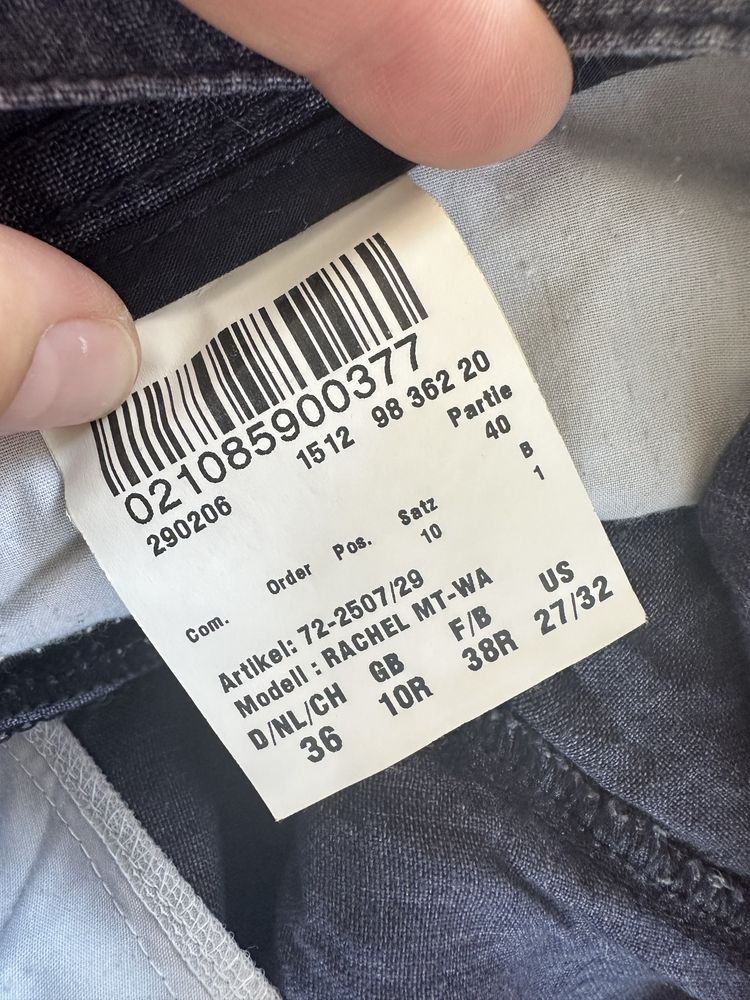 021085900377
290206 1512 98 362 20
Partie
40
B
1
Com. Order Pos. Satz
10
Artikel: 72-2507/29
Modell : RACHEL MT-WA
D/NL/CH GB F/B US
36 10R 38R 27/32